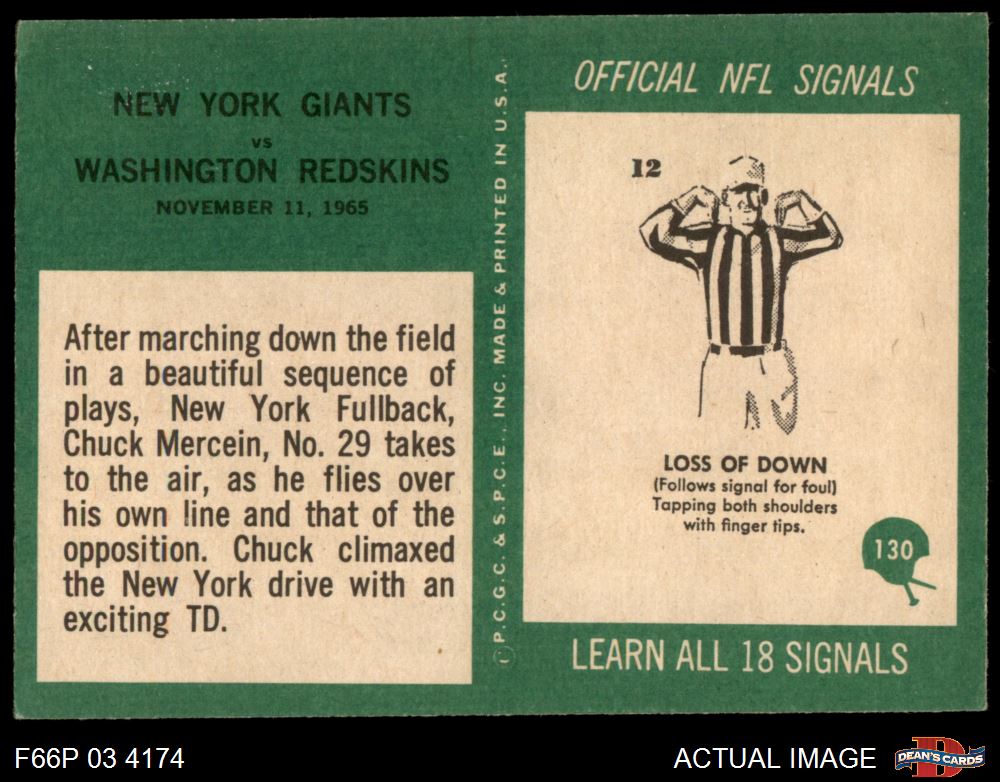 NEW YORK GIANTS
VS
WASHINGTON REDSKINS
NOVEMBER 11, 1965
After marching down the field
in a beautiful sequence of
plays, New York Fullback,
Chuck Mercein, No. 29 takes
to the air, as he flies over
his own line and that of the
opposition. Chuck climaxed
the New York drive with an
exciting TD.
© P.C.G.C. & S.P.C.E., INC. MADE & PRINTED IN U.S.A.
OFFICIAL NFL SIGNALS
12
LOSS OF DOWN
(Follows signal for foul)
Tapping both shoulders
with finger tips.
130
LEARN ALL 18 SIGNALS
F66P 03 4174
ACTUAL IMAGE
D
DEAN'S CARDS